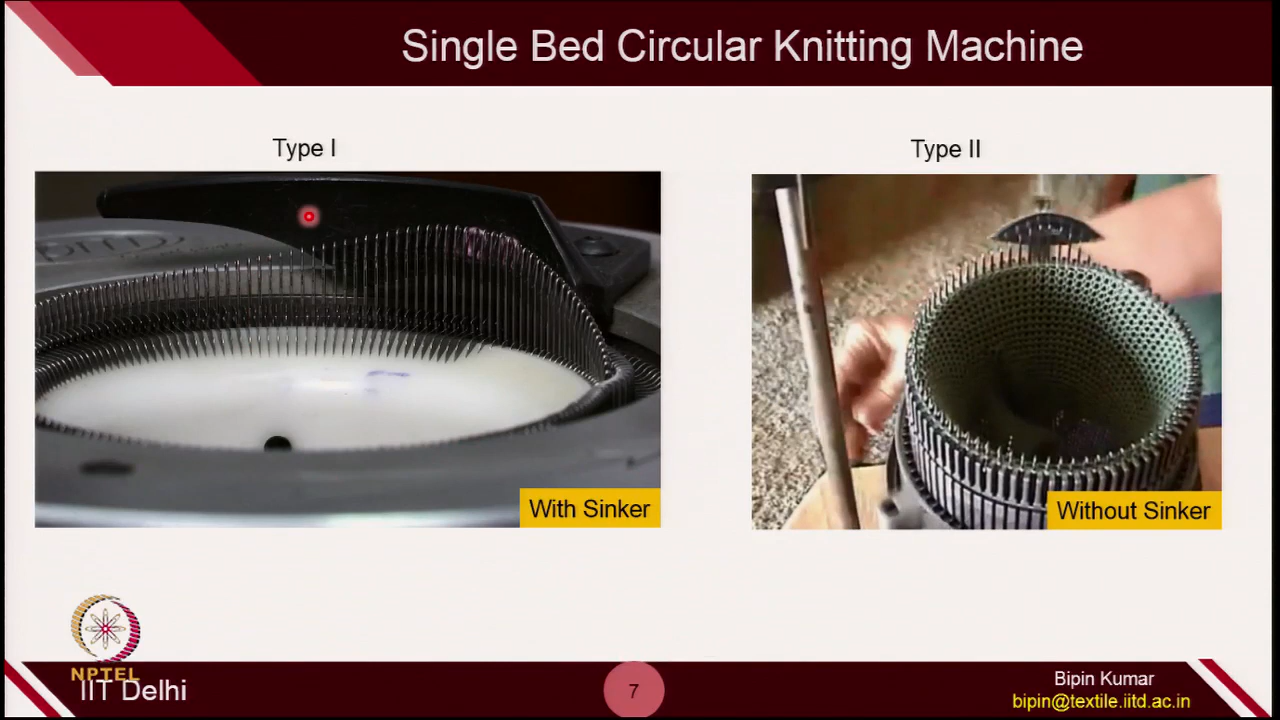 Single Bed Circular Knitting Machine
Type I
Type II
With Sinker
Without Sinker
NPTEL
IIT Delhi
7
Bipin Kumar
bipin@textile.iitd.ac.in